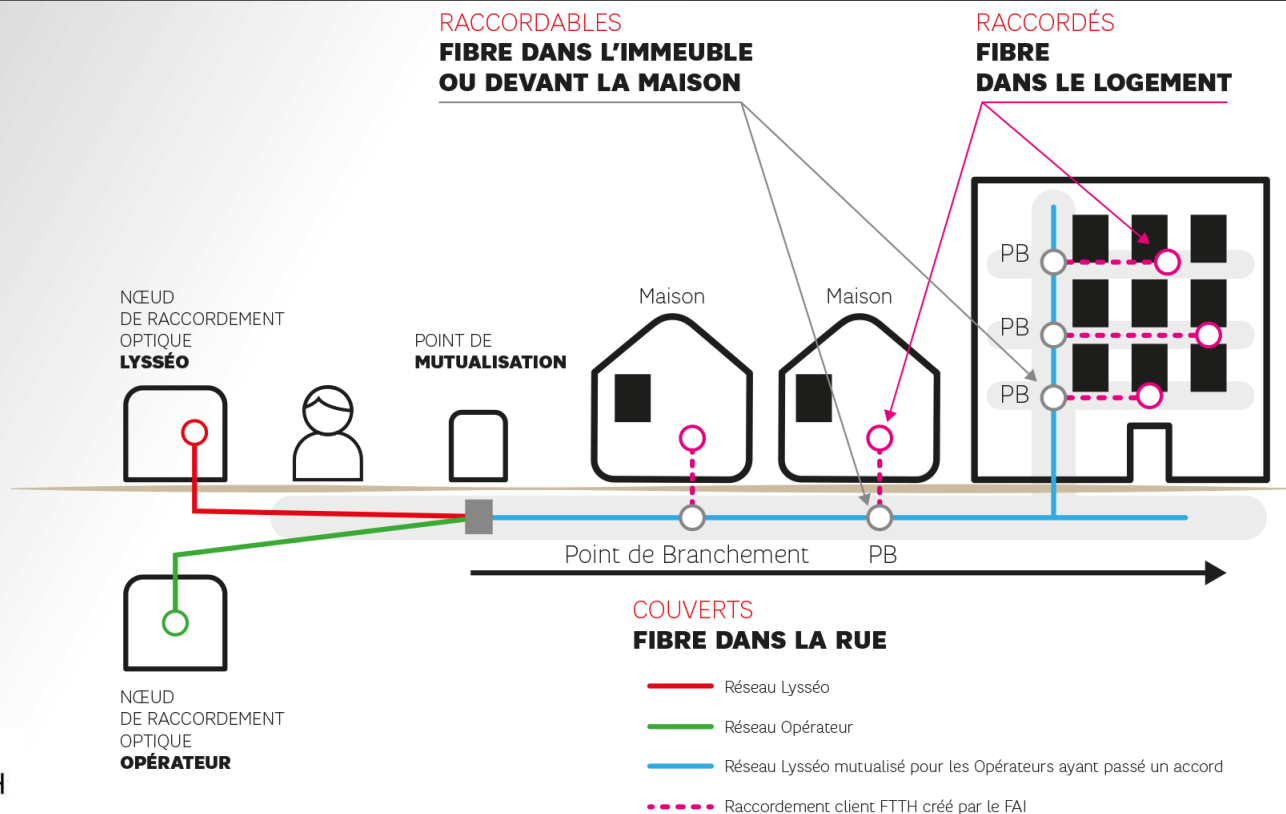 RACCORDABLES
FIBRE DANS L'IMMEUBLE
OU DEVANT LA MAISON
RACCORDÉS
FIBRE
DANS LE LOGEMENT
NŒUD
DE RACCORDEMENT
OPTIQUE
LYSSÉO
POINT DE
MUTUALISATION
Maison
Maison
PB
PB
PB
Point de Branchement
PB
NŒUD
DE RACCORDEMENT
OPTIQUE
OPÉRATEUR
COUVERTS
FIBRE DANS LA RUE
Réseau Lysséo
Réseau Opérateur
Réseau Lysséo mutualisé pour les Opérateurs ayant passé un accord
Raccordement client FTTH créé par le FAI